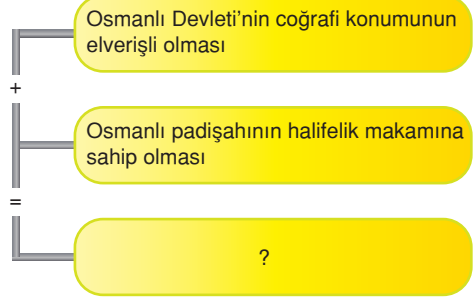 Osmanlı Devleti’nin coğrafi konumunun
elverişli olması
+
Osmanlı padişahının halifelik makamına
sahip olması
=
?